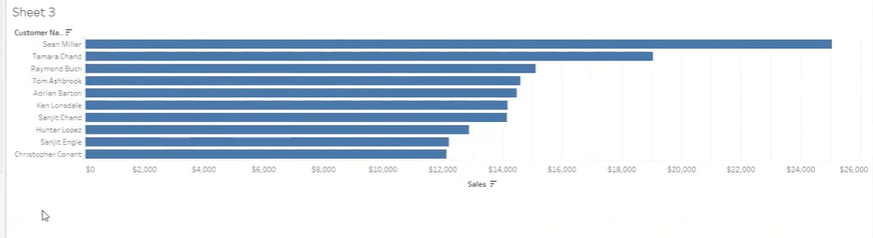 Sheet 3
Customer Na..
Sean Miller
Tamara Chand
Raymond Buch
Tom Ashbrook
Adrian Barton
Ken Lonsdale
Sanjit Chand
Hunter Lopez
Sanjit Engle
Christopher Conant
$0 $2,000 $4,000 $6,000 $8,000 $10,000 $12,000 $14,000 $16,000 $18,000 $20,000 $22,000 $24,000 $26,000
Sales